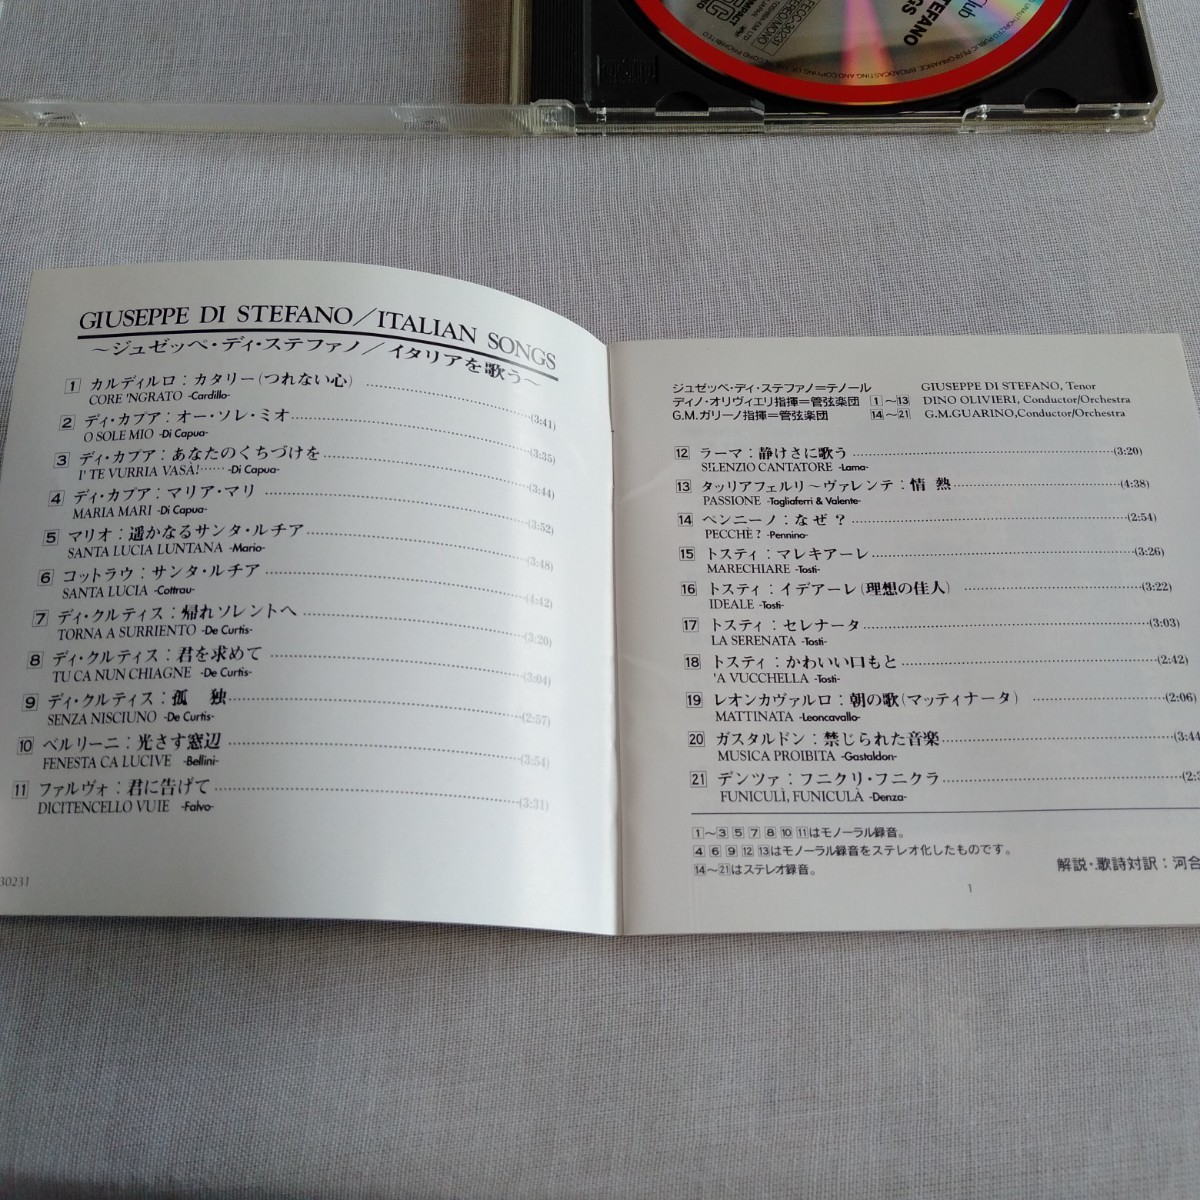 Club
STEFANO
NGS
FECC-30231
STEREO/MONO
COMPACT
GIUSEPPE DI STEFANO／ITALIAN SONGS
～ジュゼッペ・ディ・ステファノ／イタリアを歌う～
1 カルディルロ：カタリー(つれない心) (3:41)
CORE 'NGRATO -Cardillo-
2 ディ・カプア：オー・ソレ・ミオ (3:35)
O SOLE MIO -Di Capua-
3 ディ・カプア：あなたのくちづけを (3:44)
I' TE VURRIA VASÀ!…… -Di Capua-
4 ディ・カプア：マリア・マリ (3:52)
MARIA MARI -Di Capua-
5 マリオ：遥かなるサンタ・ルチア (3:48)
SANTA LUCIA LUNTANA -Mario-
6 コットラウ：サンタ・ルチア (4:42)
SANTA LUCIA -Cottrau-
7 ディ・クルティス：帰れソレントへ (3:20)
TORNA A SURRIENTO -De Curtis-
8 ディ・クルティス：君を求めて (3:04)
TU CA NUN CHIAGNE -De Curtis-
9 ディ・クルティス：孤 独 (2:57)
SENZA NISCIUNO -De Curtis-
10 ベルリーニ：光さす窓辺 (3:54)
FENESTA CA LUCIVE -Bellini-
11 ファルヴォ：君に告げて (3:31)
DICITENCELLO VUIE -Falvo-
30231
ジュゼッペ・ディ・ステファノ＝テノール GIUSEPPE DI STEFANO, Tenor
ディノ・オリヴィエリ指揮＝管弦楽団 1～13 DINO OLIVIERI, Conductor/Orchestra
G.M.ガリーノ指揮＝管弦楽団 14～21 G.M.GUARINO,Conductor/Orchestra
12 ラーマ：静けさに歌う (3:20)
SILENZIO CANTATORE -Lama-
13 タッリアフェルリ～ヴァレンテ：情 熱 (4:38)
PASSIONE -Tagliaferri & Valente-
14 ペンニーノ：なぜ？ (2:54)
PECCHÈ? -Pennino-
15 トスティ：マレキアーレ (3:26)
MARECHIARE -Tosti-
16 トスティ：イデアーレ(理想の佳人) (3:22)
IDEALE -Tosti-
17 トスティ：セレナータ (3:03)
LA SERENATA -Tosti-
18 トスティ：かわいい口もと (2:42)
'A VUCCHELLA -Tosti-
19 レオンカヴァルロ：朝の歌(マッティナータ) (2:06)
MATTINATA -Leoncavallo-
20 ガスタルドン：禁じられた音楽 (3:44
MUSICA PROIBITA -Gastaldon-
21 デンツァ：フニクリ・フニクラ (2:3
FUNICULÌ, FUNICULÀ -Denza-
1～3 5 7 8 10 11はモノーラル録音。
4 6 9 12 13はモノーラル録音をステレオ化したものです。
14～21はステレオ録音。
解説・歌詩対訳：河合
1